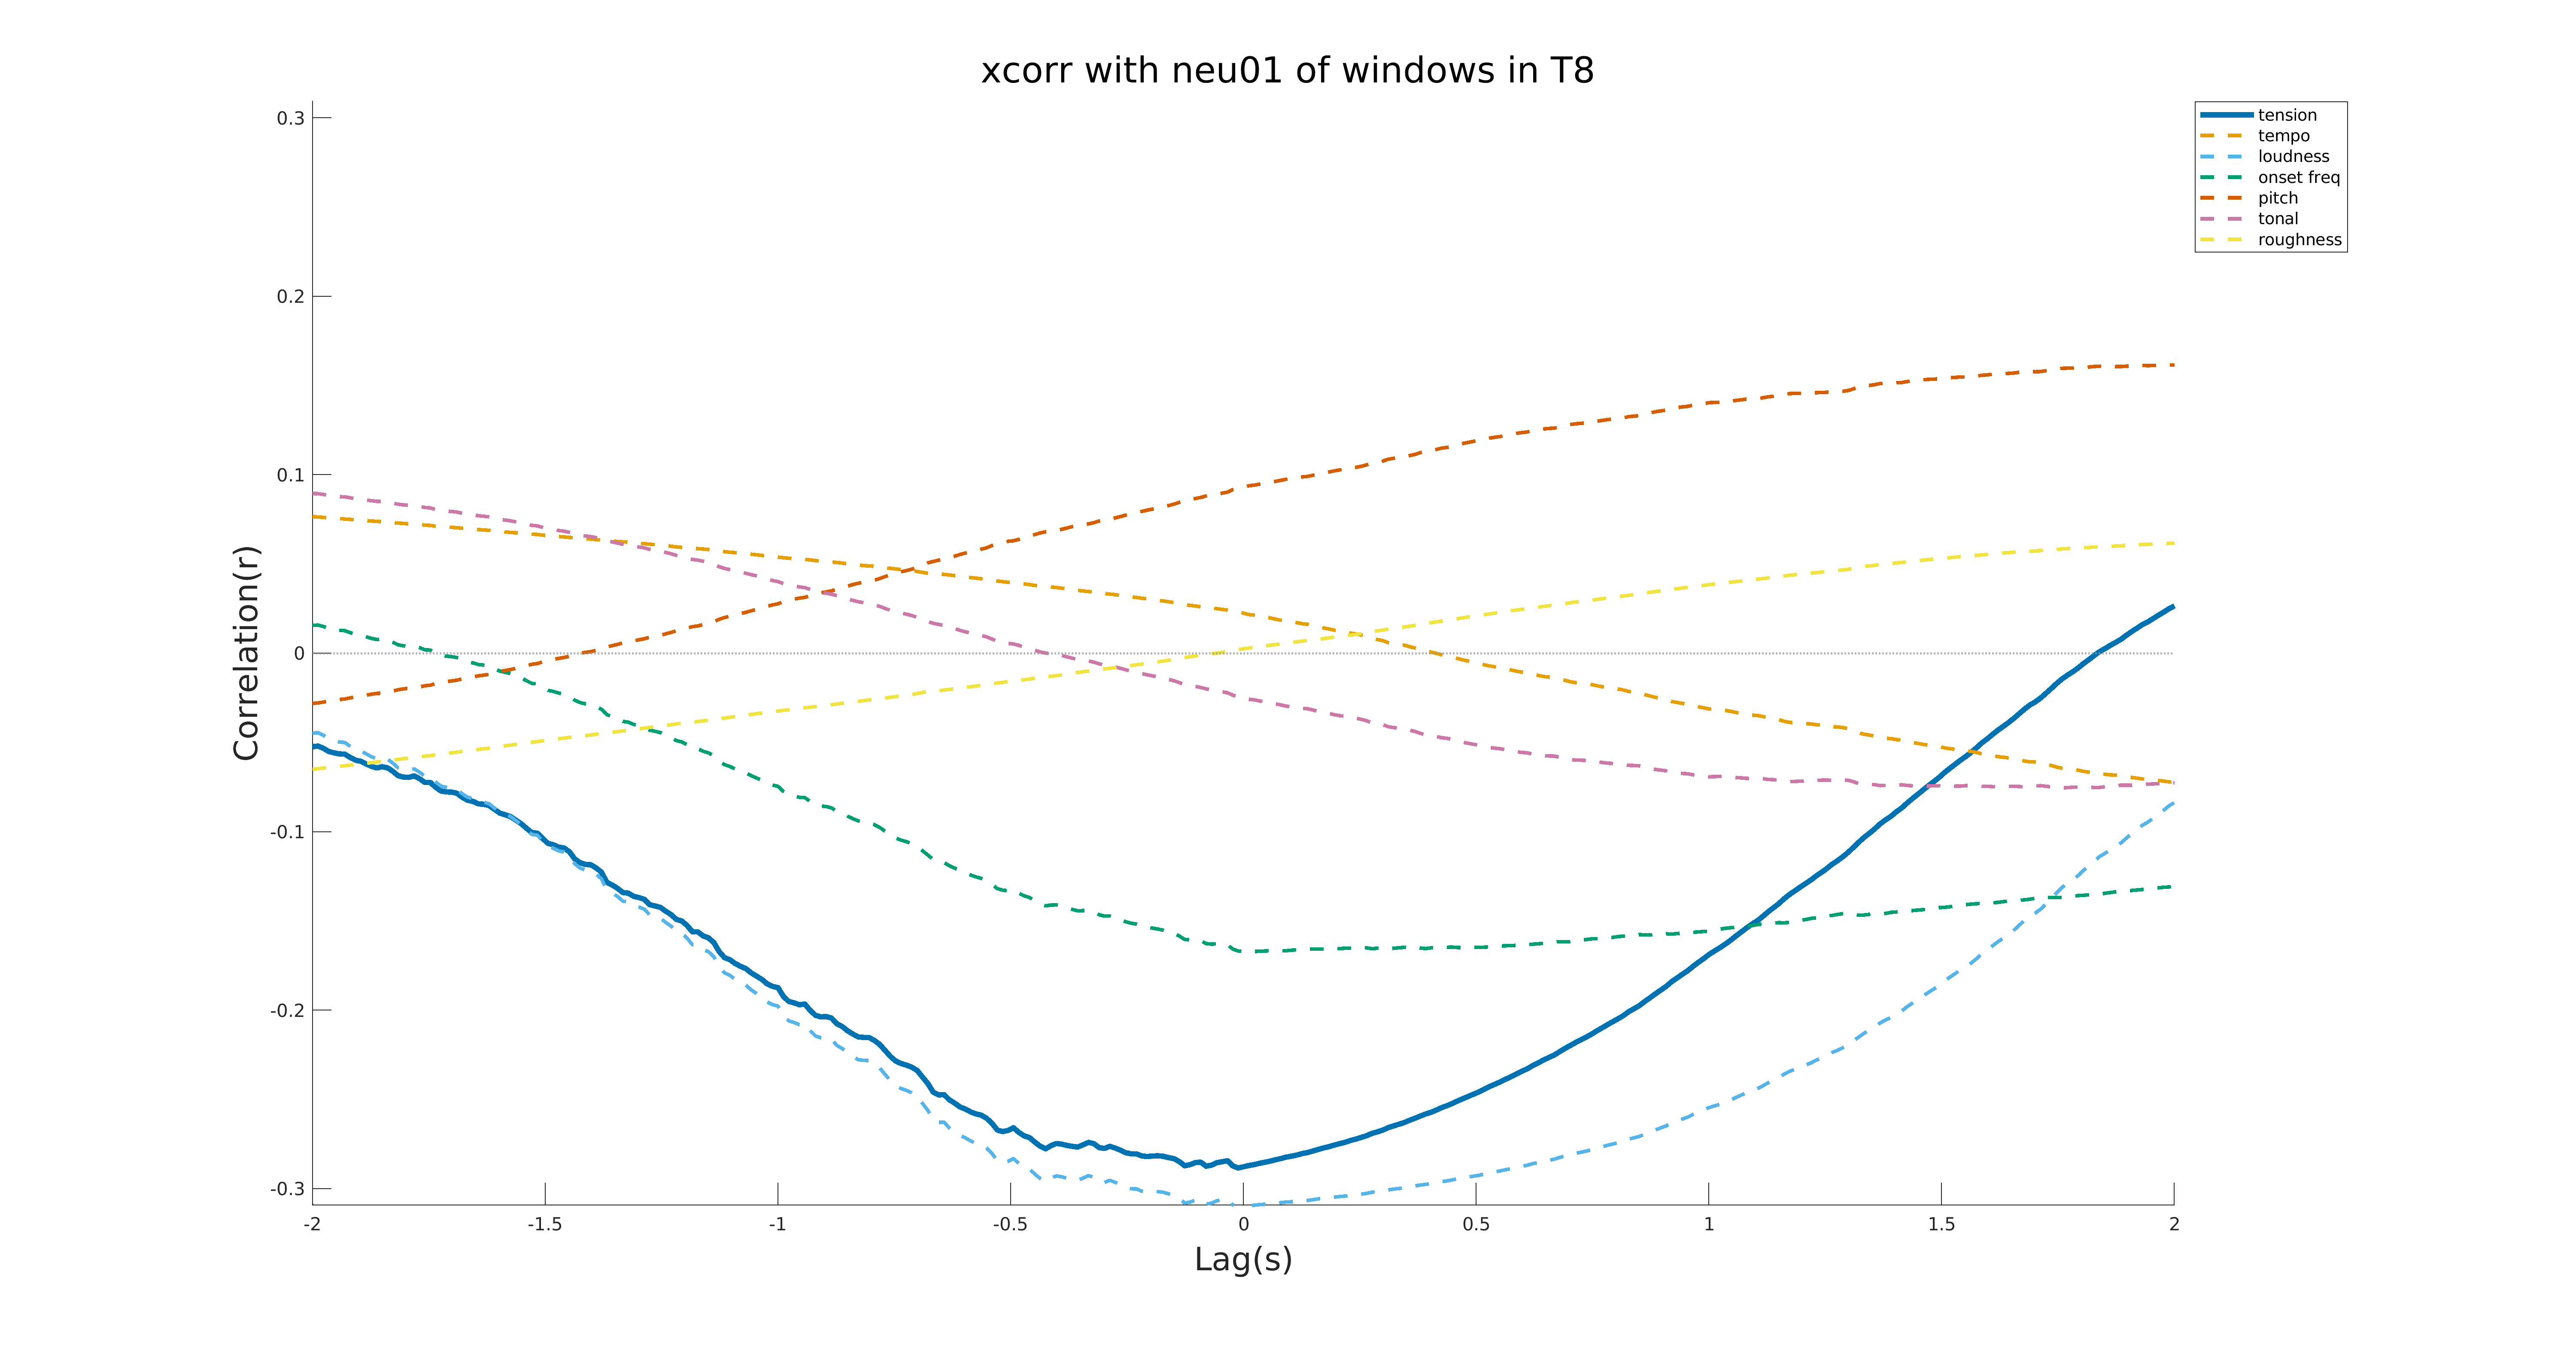 xcorr with neu01 of windows in T8
tension
tempo
loudness
onset freq
pitch
tonal
roughness
0.3
0.2
0.1
0
-0.1
-0.2
-0.3
Correlation(r)
-2
-1.5
-1
-0.5
0
0.5
1
1.5
2
Lag(s)